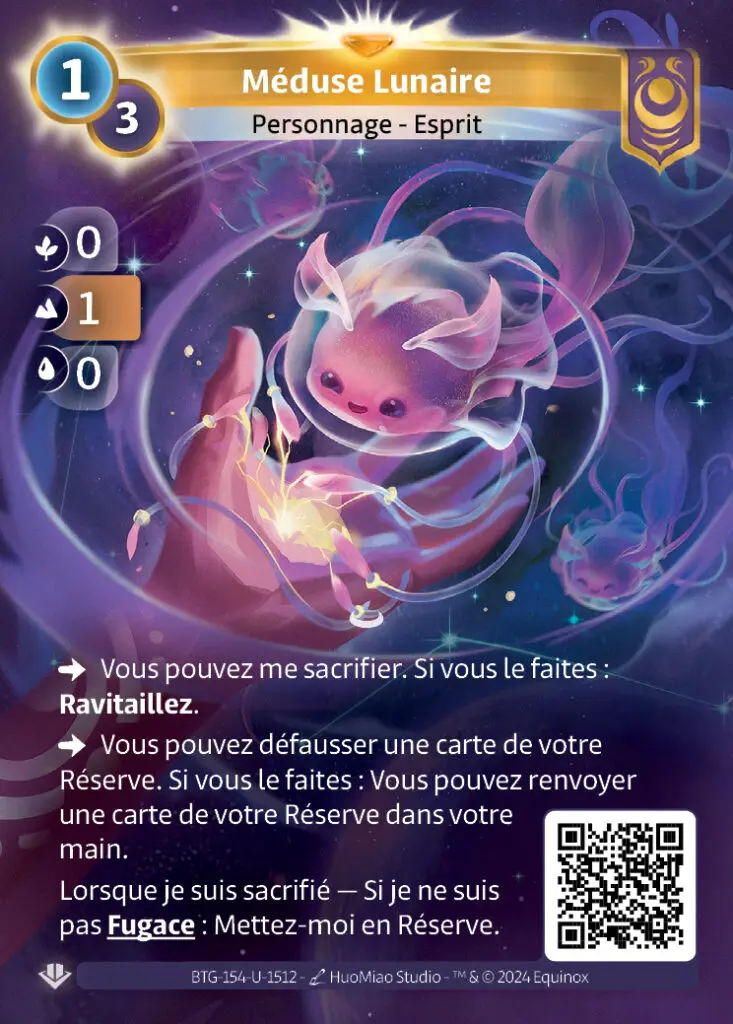 1
3
Méduse Lunaire
Personnage - Esprit
0
1
0
Vous pouvez me sacrifier. Si vous le faites :
Ravitaillez.
Vous pouvez défausser une carte de votre
Réserve. Si vous le faites : Vous pouvez renvoyer
une carte de votre Réserve dans votre
main.
Lorsque je suis sacrifié — Si je ne suis
pas Fugace : Mettez-moi en Réserve.
BTG-154-U-1512 - HuoMiao Studio - ™ & © 2024 Equinox